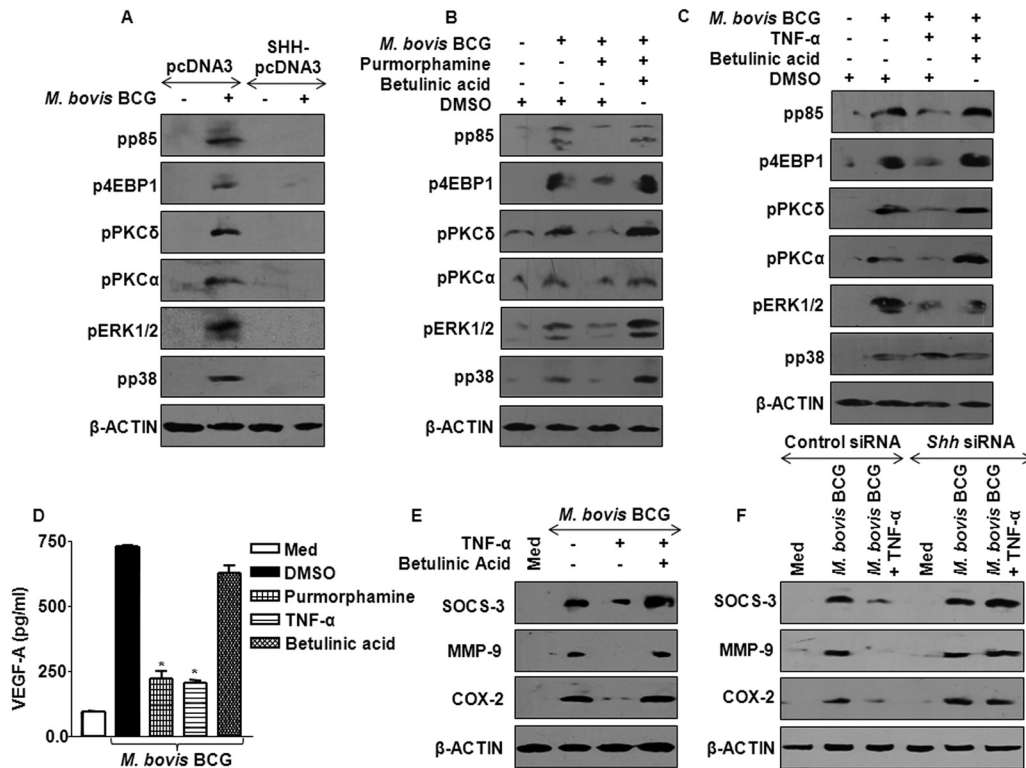 A
pcDNA3
SHH-
pcDNA3
M. bovis BCG - + - +
pp85
p4EBP1
pPKCδ
pPKCα
pERK1/2
pp38
β-ACTIN
B
M. bovis BCG - + + +
Purmorphamine - - + +
Betulinic acid - - - +
DMSO + + + -
pp85
p4EBP1
pPKCδ
pPKCα
pERK1/2
pp38
β-ACTIN
C
M. bovis BCG - + + +
TNF-α - - + +
Betulinic acid - - - +
DMSO + + + -
pp85
p4EBP1
pPKCδ
pPKCα
pERK1/2
pp38
β-ACTIN
D
VEGF-A (pg/ml)
750
500
250
0.0
* *
Med
DMSO
Purmorphamine
TNF-α
Betulinic acid
M. bovis BCG
E
M. bovis BCG
Med
TNF-α - + +
Betulinic Acid - - +
SOCS-3
MMP-9
COX-2
β-ACTIN
F
Control siRNA
Shh siRNA
Med
M. bovis BCG
M. bovis BCG
+ TNF-α
Med
M. bovis BCG
M. bovis BCG
+ TNF-α
SOCS-3
MMP-9
COX-2
β-ACTIN